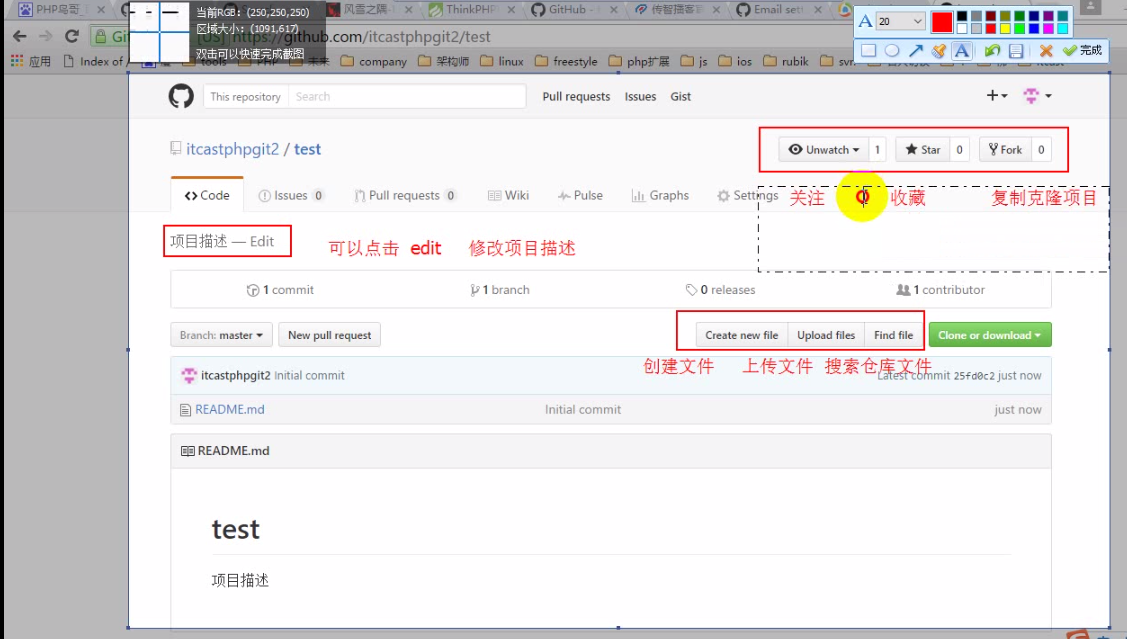 PHP鸟哥_
风雪之隅
ThinkPHP
GitHub -
传智播客
Email sett
当前RGB: (250,250,250)
区域大小: (1091,617)
双击可以快速完成截图
20
完成
https://github.com/itcastphpgit2/test
应用
Index of /
company
架构师
linux
freestyle
php扩展
js
ios
rubik
This repository
Search
Pull requests
Issues
Gist
itcastphpgit2 / test
Unwatch 1
Star 0
Fork 0
Code
Issues 0
Pull requests 0
Wiki
Pulse
Graphs
Settings
关注
收藏
复制克隆项目
项目描述 — Edit
可以点击 edit 修改项目描述
1 commit
1 branch
0 releases
1 contributor
Branch: master
New pull request
Create new file
Upload files
Find file
Clone or download
创建文件
上传文件
搜索仓库文件
itcastphpgit2 Initial commit
Latest commit 25fd0c2 just now
README.md
Initial commit
just now
README.md
test
项目描述